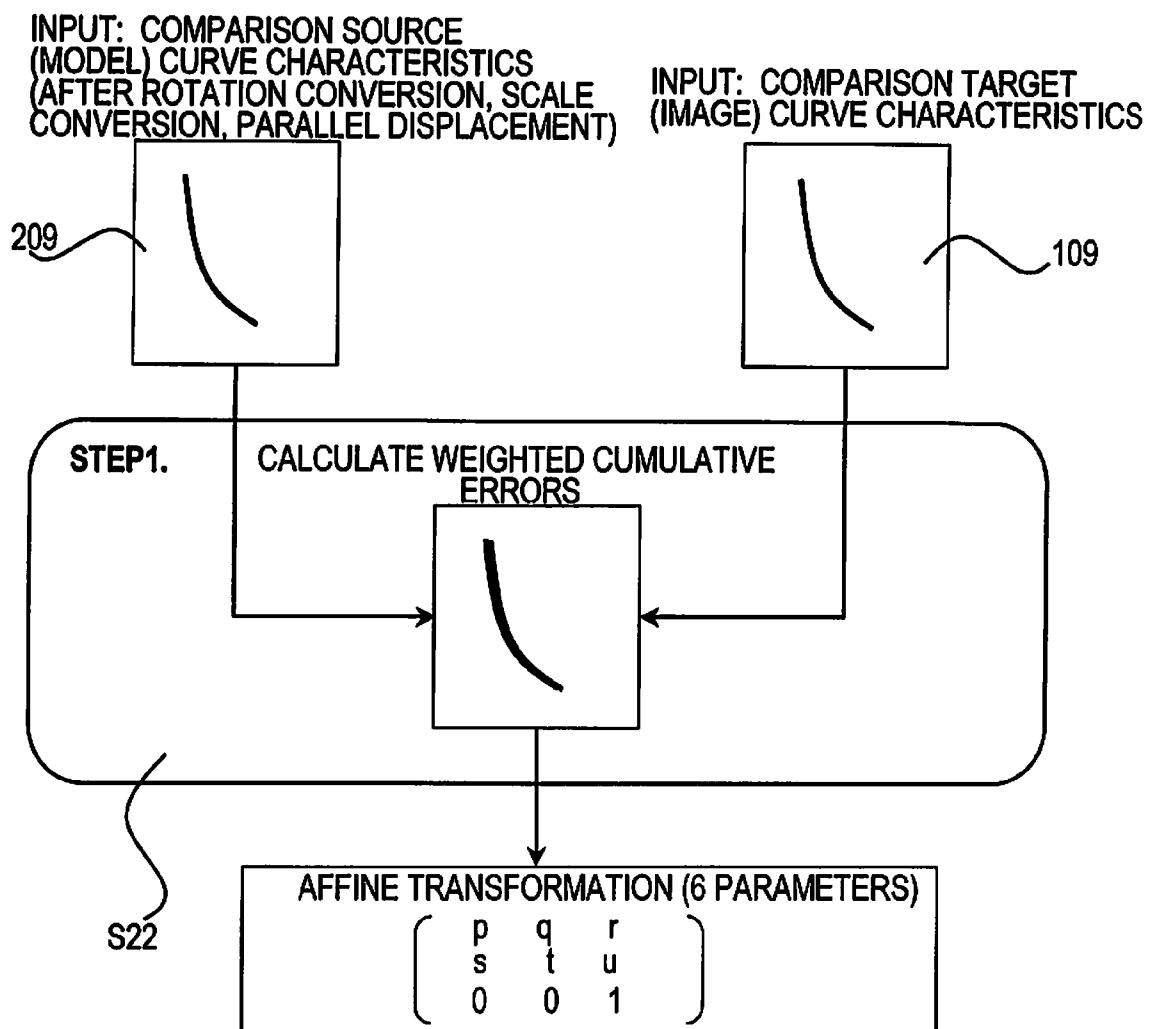 INPUT: COMPARISON SOURCE
(MODEL) CURVE CHARACTERISTICS
(AFTER ROTATION CONVERSION, SCALE
CONVERSION, PARALLEL DISPLACEMENT)
INPUT: COMPARISON TARGET
(IMAGE) CURVE CHARACTERISTICS
209
109
STEP1.
CALCULATE WEIGHTED CUMULATIVE
ERRORS
S22
AFFINE TRANSFORMATION (6 PARAMETERS)
p q r
s t u
0 0 1